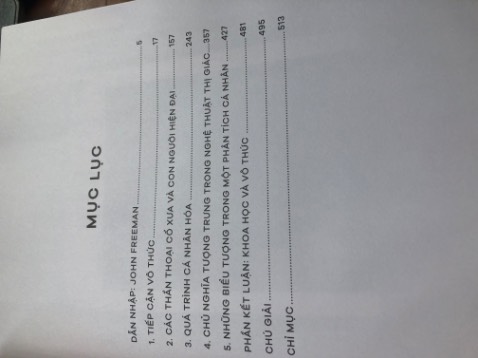 MỤC LỤC
DẪN NHẬP: JOHN FREEMAN........5
1. TIẾP CẬN VÔ THỨC........17
2. CÁC THẦN THOẠI CỔ XƯA VÀ CON NGƯỜI HIỆN ĐẠI........157
3. QUÁ TRÌNH CÁ NHÂN HÓA........243
4. CHỦ NGHĨA TƯỢNG TRƯNG TRONG NGHỆ THUẬT THỊ GIÁC....357
5. NHỮNG BIỂU TƯỢNG TRONG MỘT PHÂN TÍCH CÁ NHÂN........427
PHẦN KẾT LUẬN: KHOA HỌC VÀ VÔ THỨC........481
CHÚ GIẢI........495
CHỈ MỤC........513